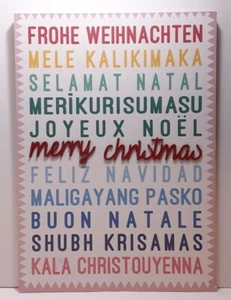 FROHE WEIHNACHTEN
MELE KALIKIMAKA
SELAMAT NATAL
MERĪKURISUMASU
JOYEUX NOËL
merry christmas
FELIZ NAVIDAD
MALIGAYANG PASKO
BUON NATALE
SHUBH KRISAMAS
KALA CHRISTOUYENNA